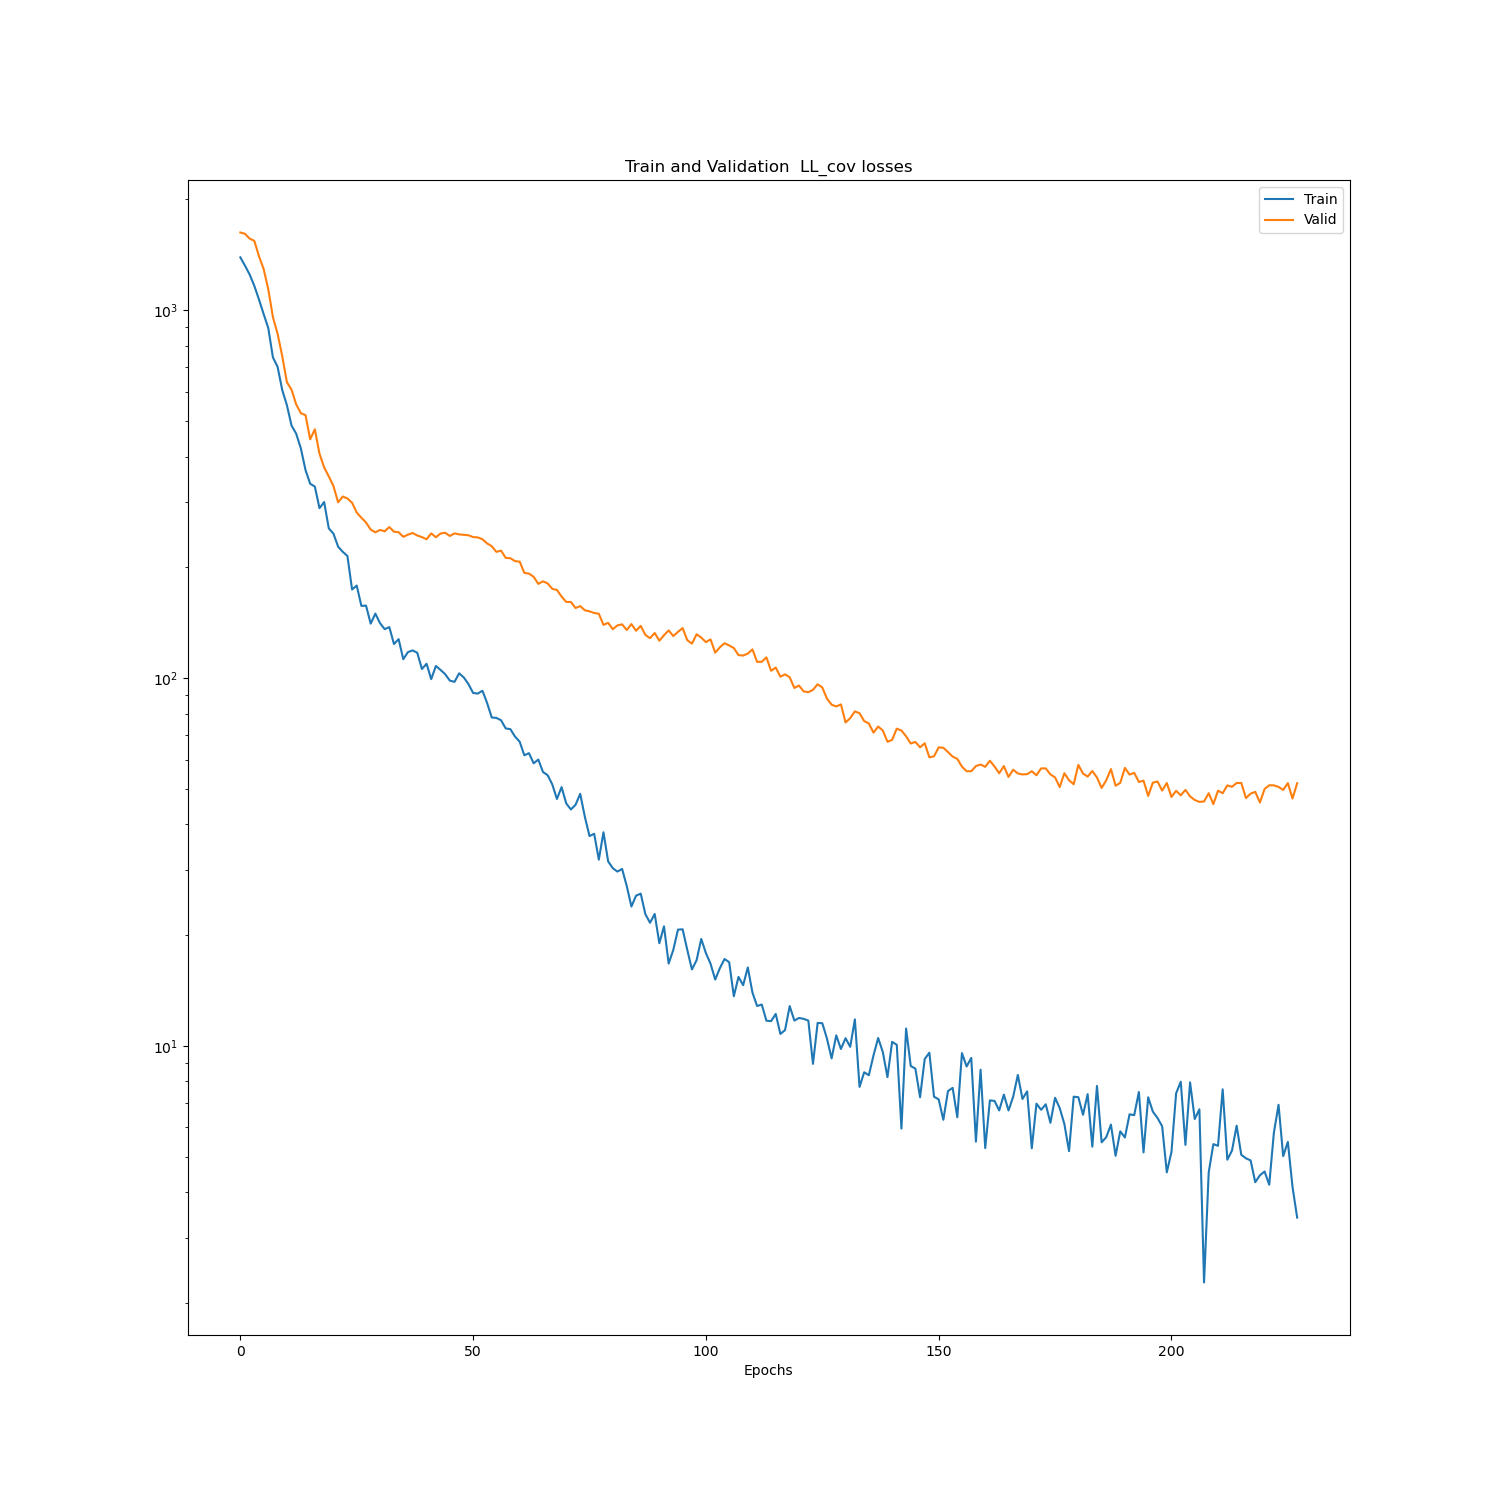 Train and Validation  LL_cov losses
Train
Valid
10³
10²
10¹
0 50 100 150 200
Epochs